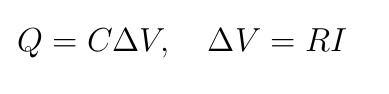 Q = CΔV, ΔV = RI